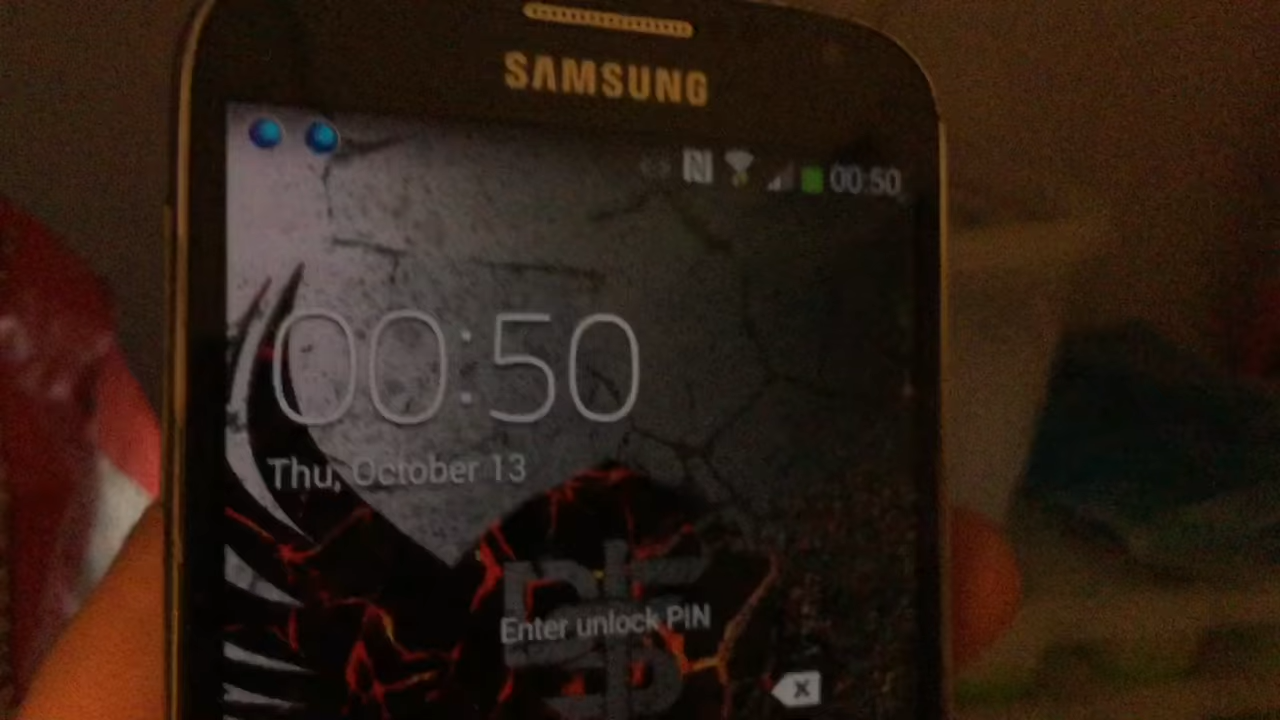 SAMSUNG
00:50
00:50
Thu, October 13
Enter unlock PIN